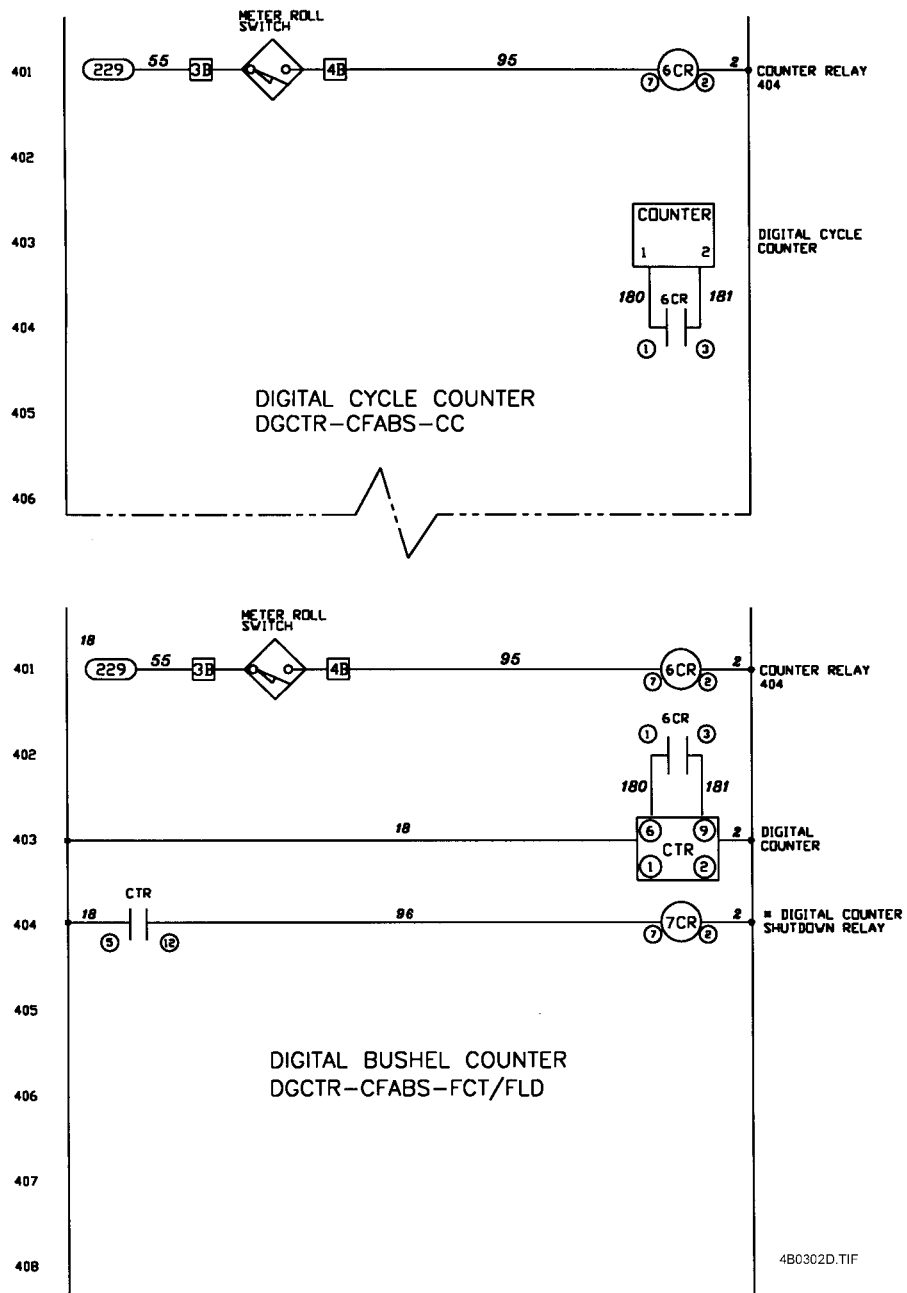 METER ROLL
SWITCH
401 229 55 3B 4B 95 7 6CR 2 2 COUNTER RELAY
404
402
COUNTER
1 2
403 DIGITAL CYCLE
COUNTER
180 6CR 181
404
1 3
DIGITAL CYCLE COUNTER
405
DGCTR-CFABS-CC
406
METER ROLL
SWITCH
18
401 229 55 3B 4B 95 7 6CR 2 2 COUNTER RELAY
404
6CR
1 3
402
180 181
403 18 6 9 2 DIGITAL
COUNTER
CTR
1 2
CTR
404 18 96 7 7CR 2 2 * DIGITAL COUNTER
SHUTDOWN RELAY
5 12
405
DIGITAL BUSHEL COUNTER
DGCTR-CFABS-FCT/FLD
406
407
408
4B0302D.TIF